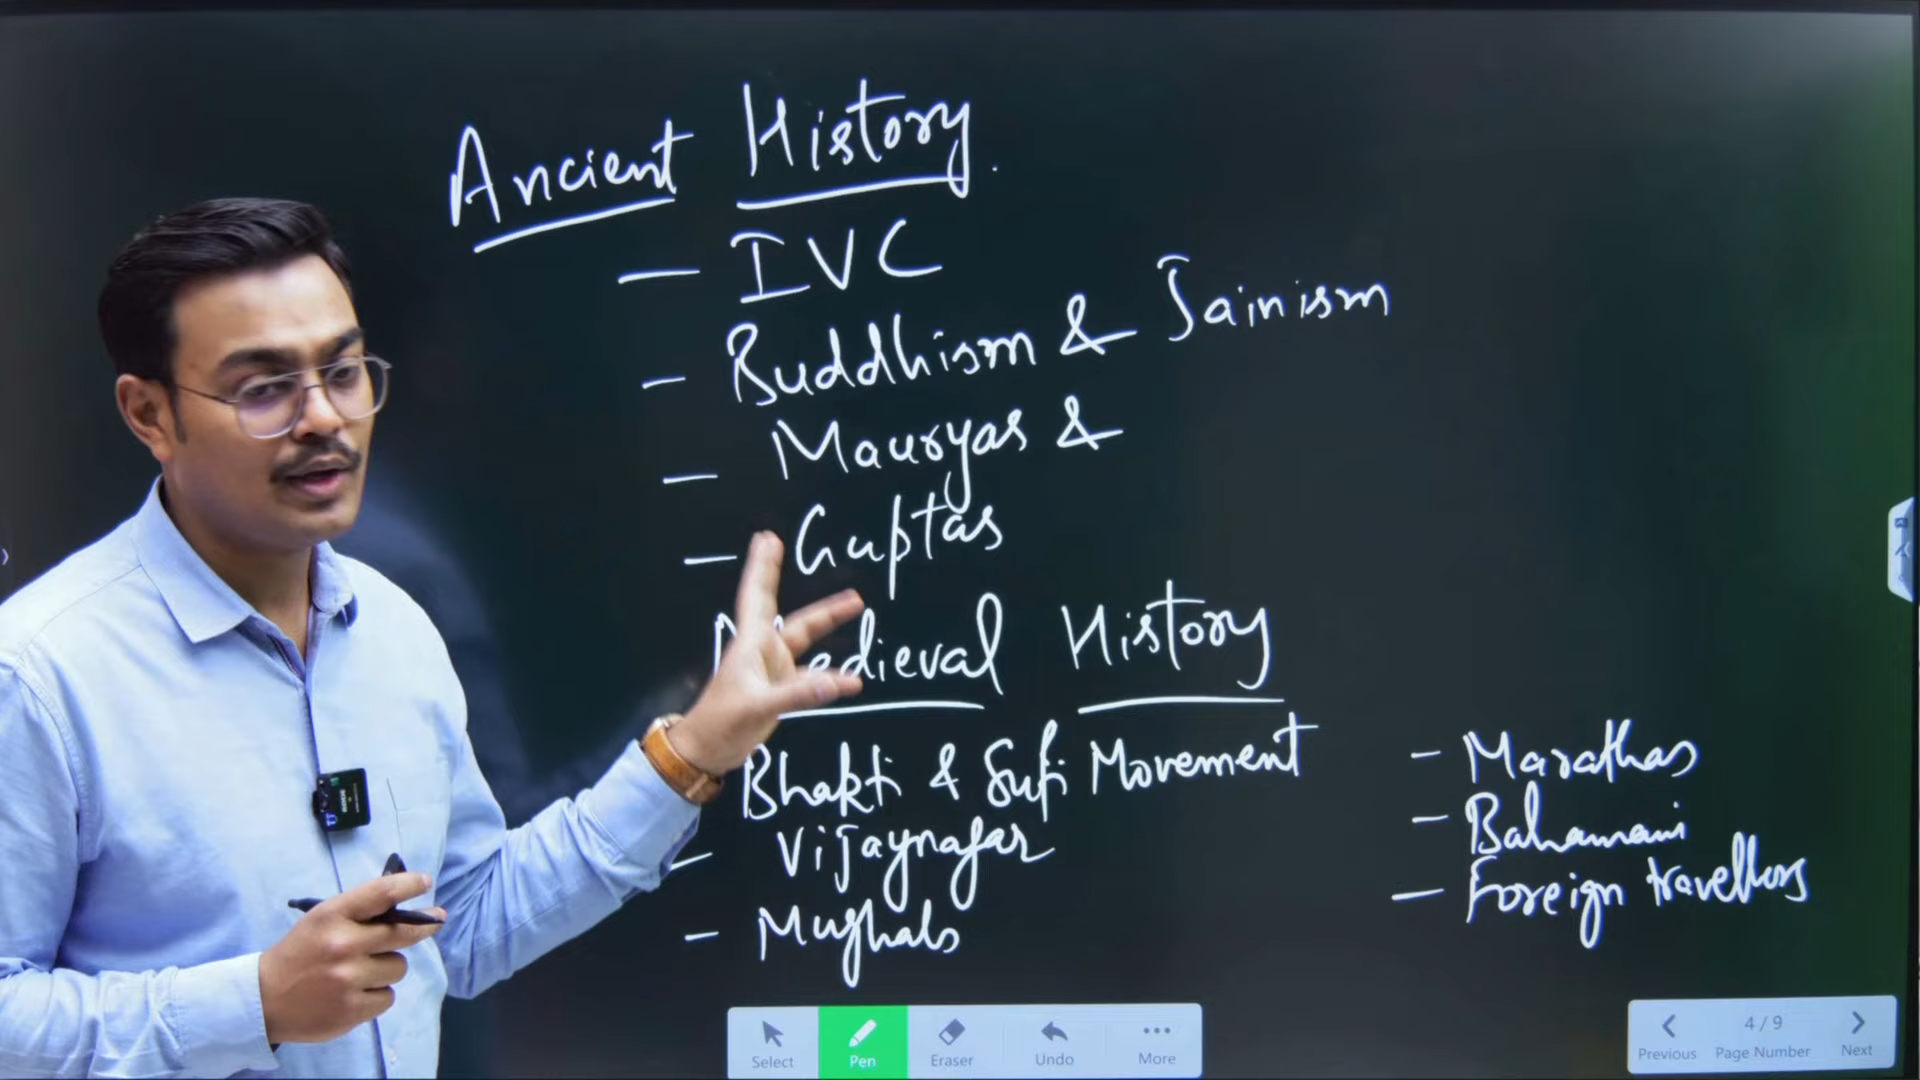 Ancient History.
— IVC
- Buddhism & Jainism
- Mauryas &
- Guptas
Medieval History
Bhakti & Sufi Movement
- Vijaynagar
- Mughals
- Marathas
- Bahamani
- Foreign travellers
Select Pen Eraser Undo More
4 / 9
Previous Page Number Next